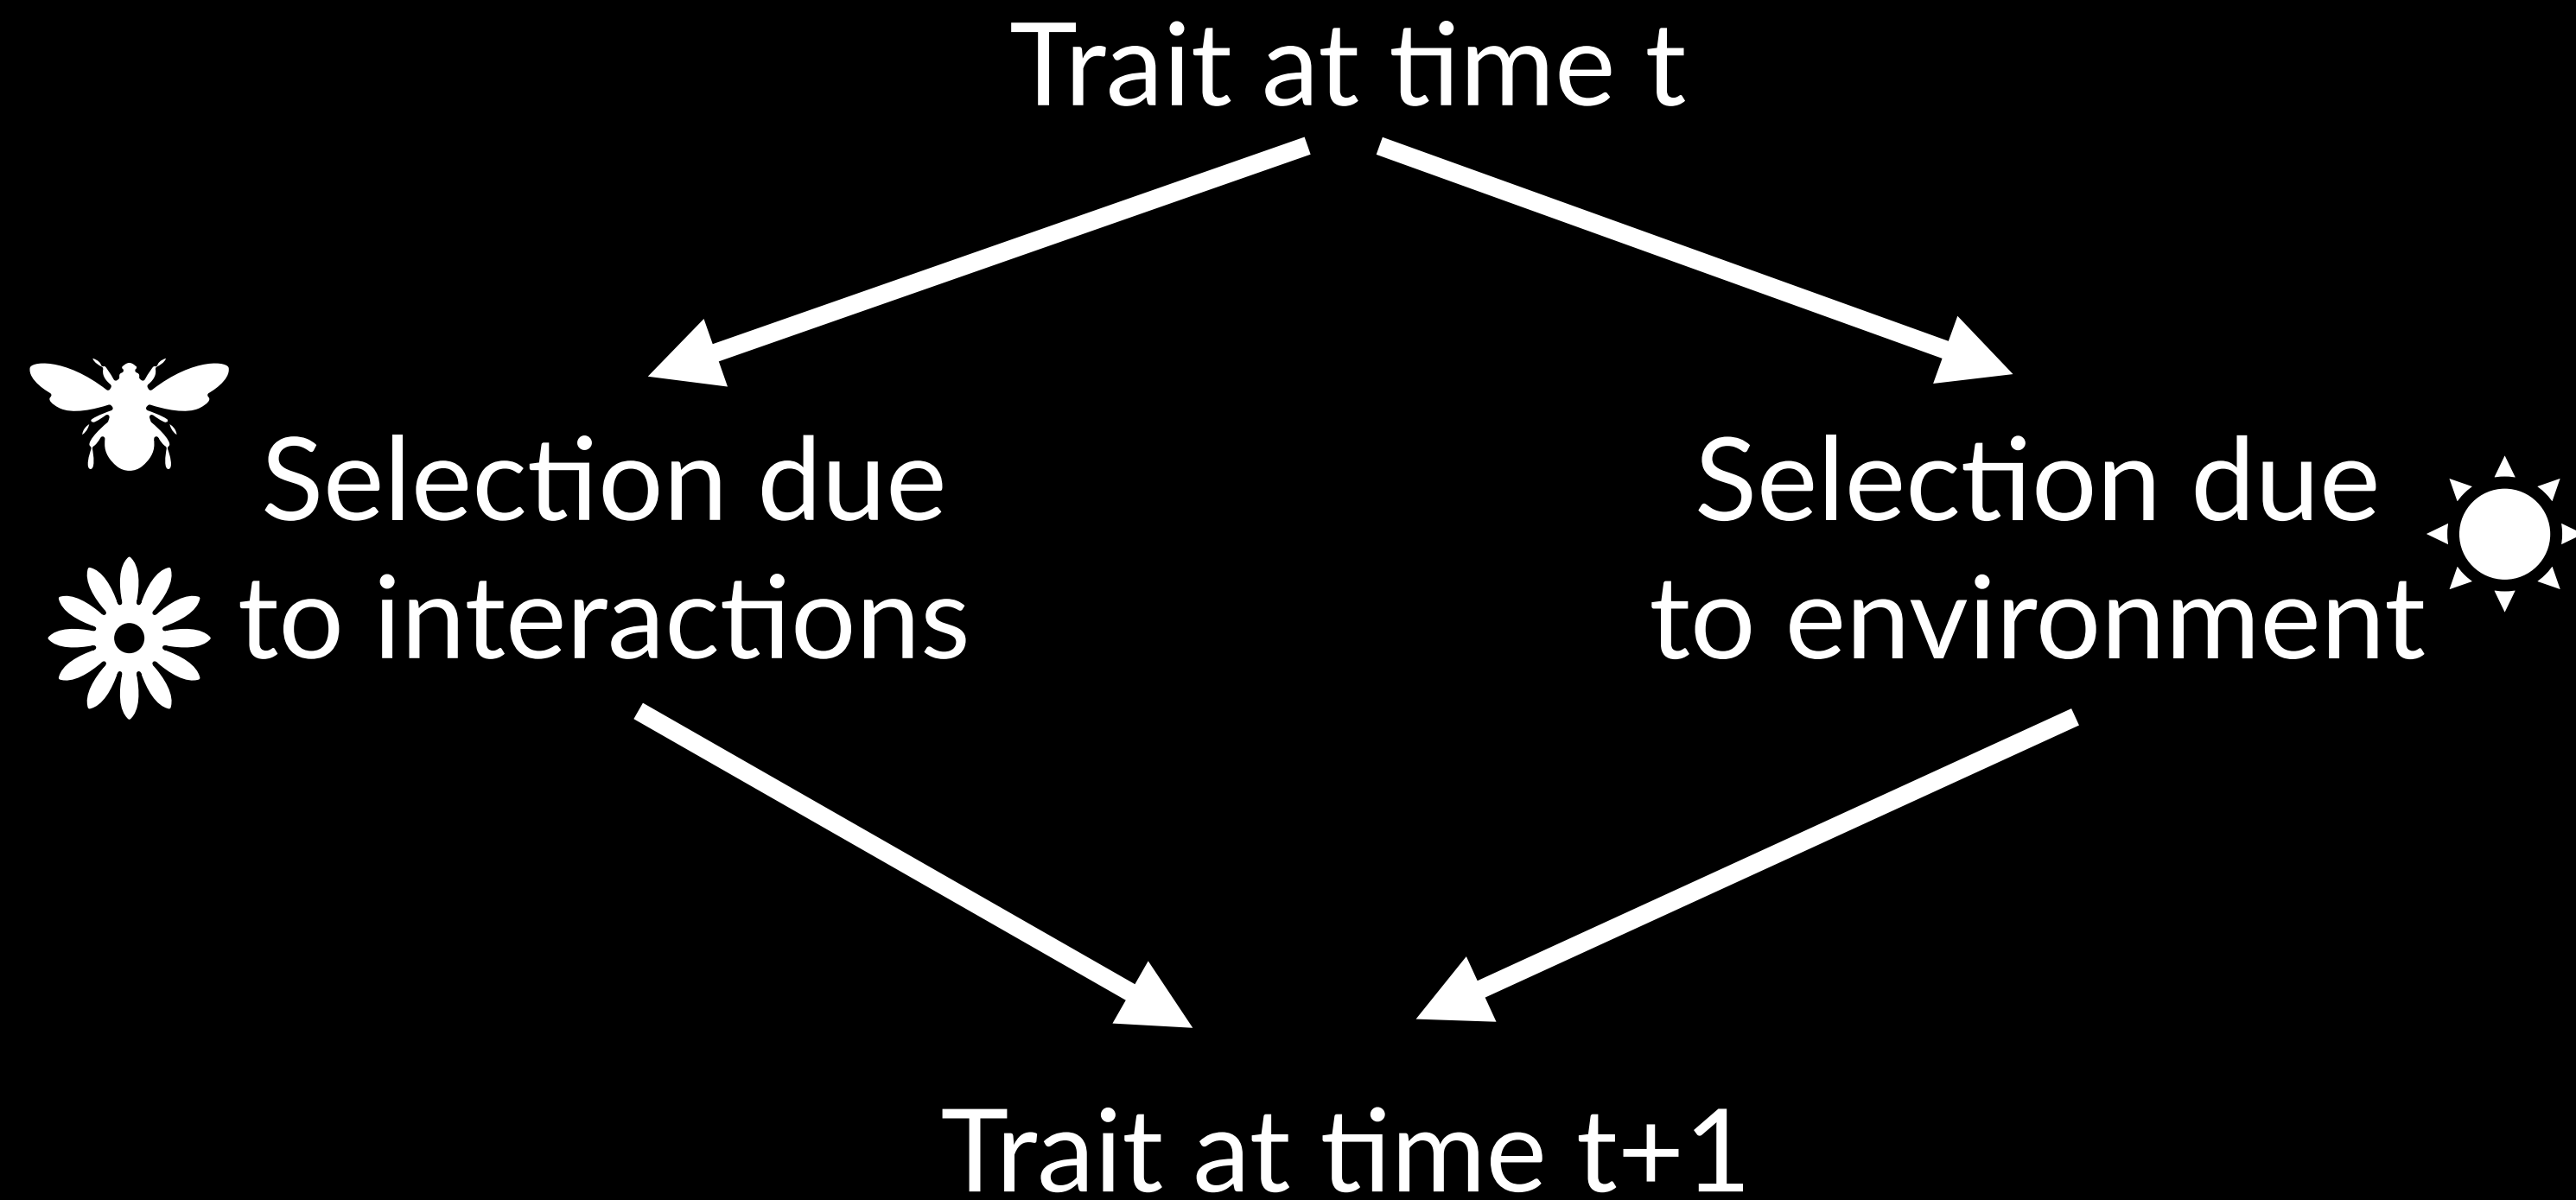 Trait at time t
Selection due
to interactions
Selection due
to environment
Trait at time t+1